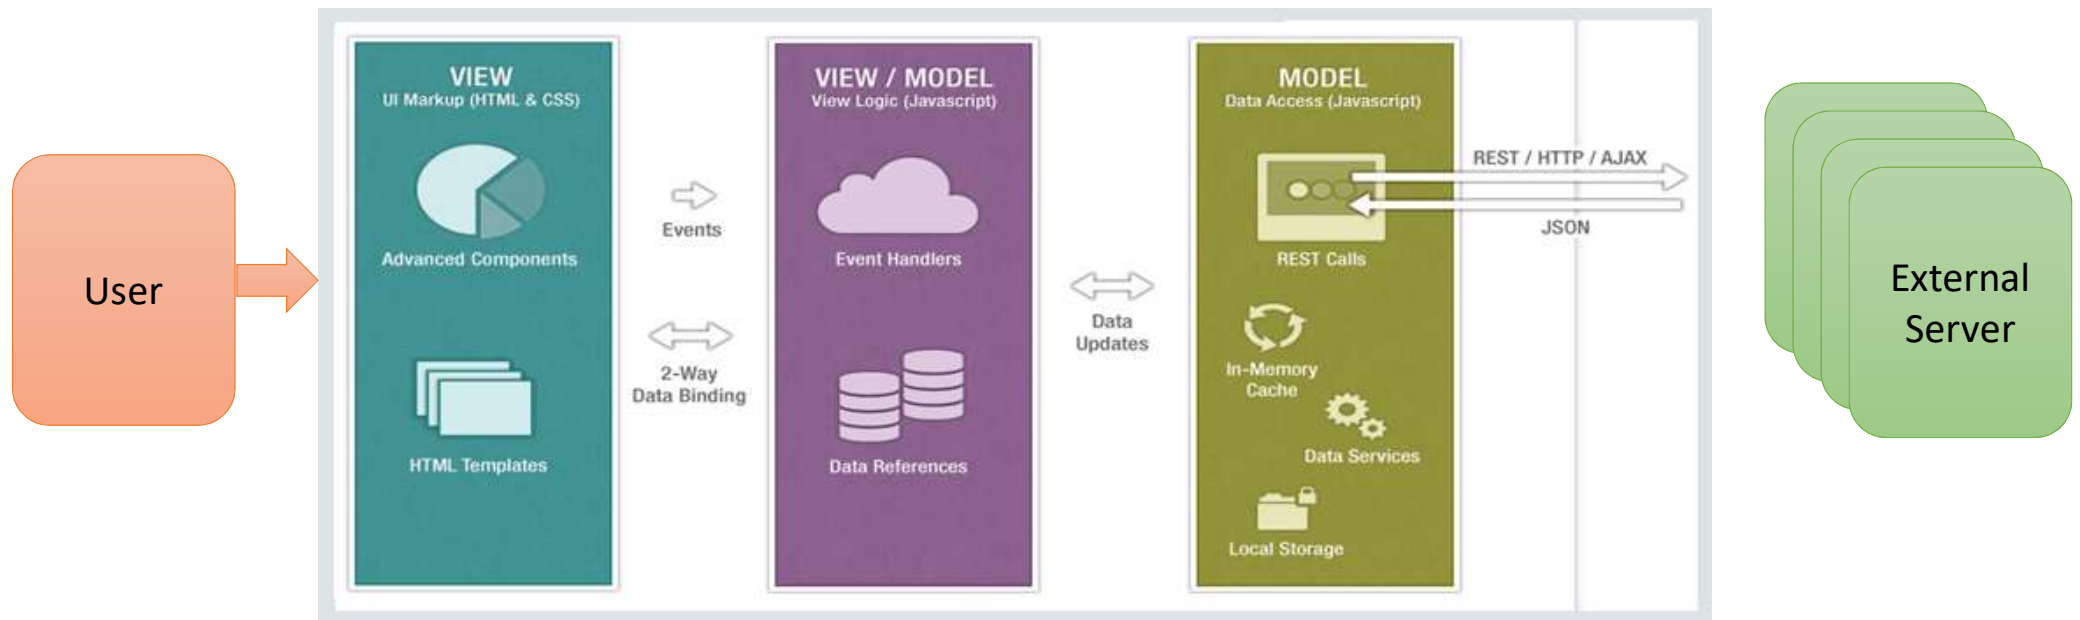 User
VIEW
UI Markup (HTML & CSS)
Advanced Components
HTML Templates
Events
2-Way
Data Binding
VIEW / MODEL
View Logic (Javascript)
Event Handlers
Data References
Data
Updates
MODEL
Data Access (Javascript)
REST Calls
In-Memory
Cache
Data Services
Local Storage
REST / HTTP / AJAX
JSON
External
Server